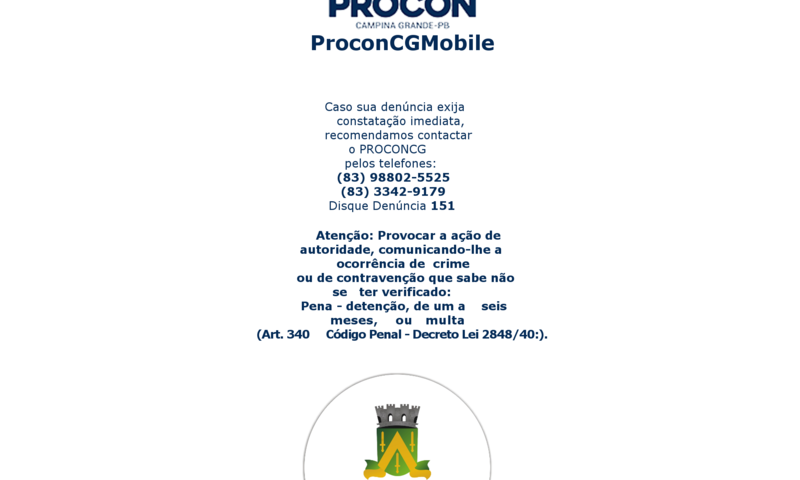 PROCON
CAMPINA GRANDE-PB
ProconCGMobile
Caso sua denúncia exija
constatação imediata,
recomendamos contactar
o PROCONCG
pelos telefones:
(83) 98802-5525
(83) 3342-9179
Disque Denúncia 151
Atenção: Provocar a ação de
autoridade, comunicando-lhe a
ocorrência de crime
ou de contravenção que sabe não
se ter verificado:
Pena - detenção, de um a seis
meses, ou multa
(Art. 340 Código Penal - Decreto Lei 2848/40:).